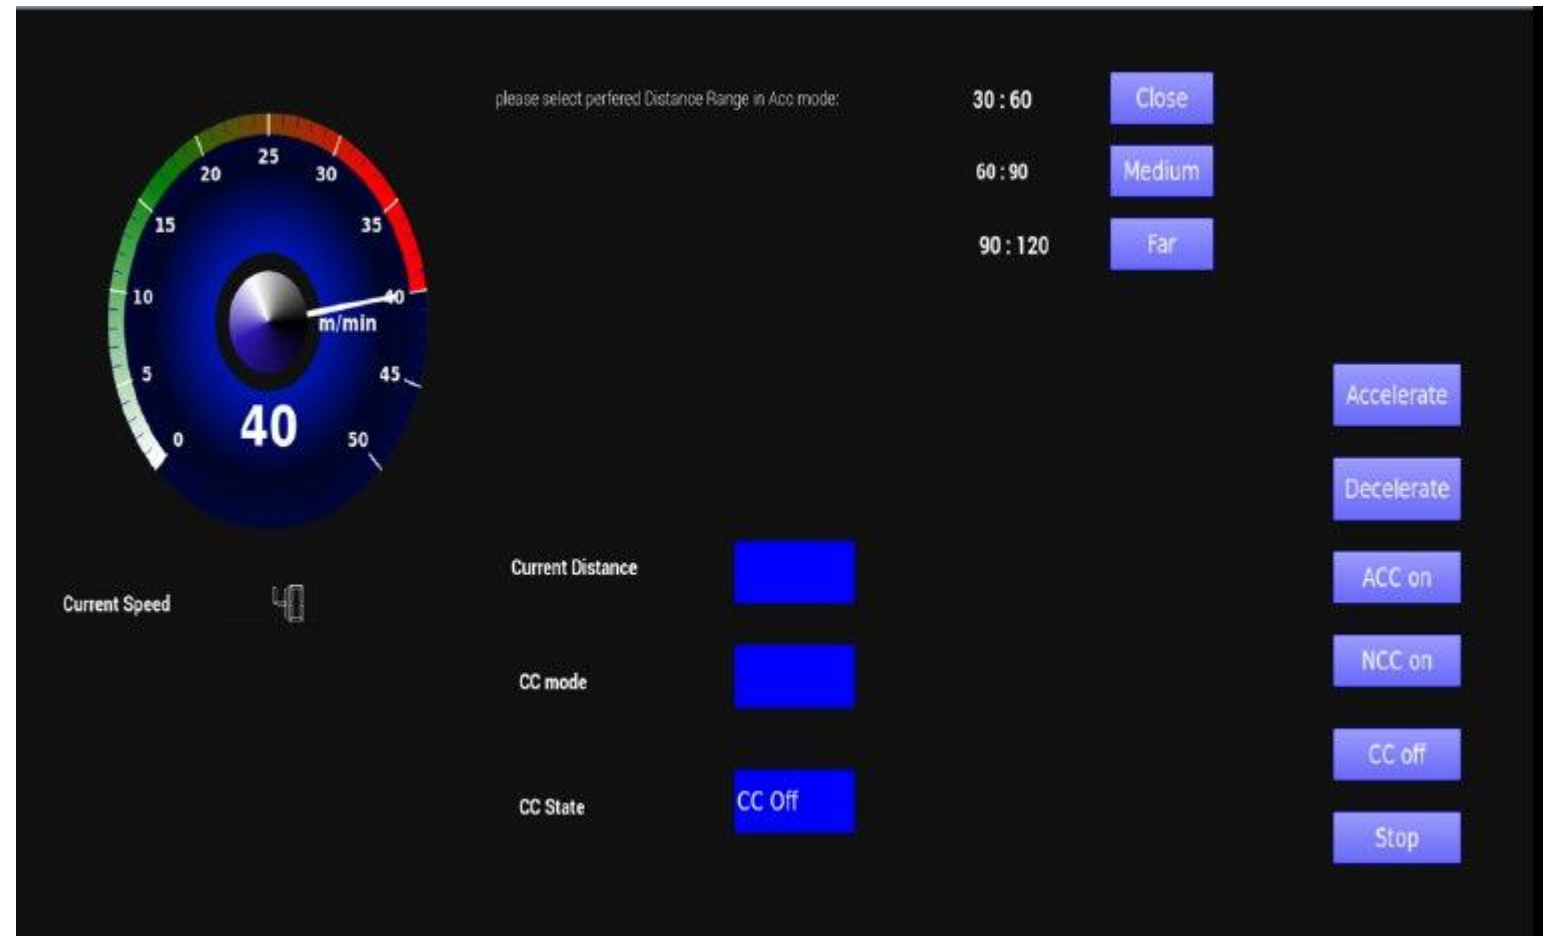 please select perfered Distance Range in Acc mode:
30 : 60
Close
60 : 90
Medium
90 : 120
Far
0
5
10
15
20
25
30
35
40
45
50
m/min
40
Current Speed
40
Current Distance
CC mode
CC State
CC Off
Accelerate
Decelerate
ACC on
NCC on
CC off
Stop